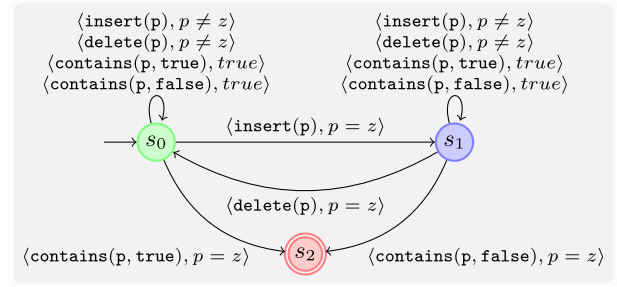 ⟨insert(p), p ≠ z⟩
⟨delete(p), p ≠ z⟩
⟨contains(p, true), true⟩
⟨contains(p, false), true⟩
⟨insert(p), p ≠ z⟩
⟨delete(p), p ≠ z⟩
⟨contains(p, true), true⟩
⟨contains(p, false), true⟩
⟨insert(p), p = z⟩
s₀
s₁
⟨delete(p), p = z⟩
⟨contains(p, true), p = z⟩
s₂
⟨contains(p, false), p = z⟩